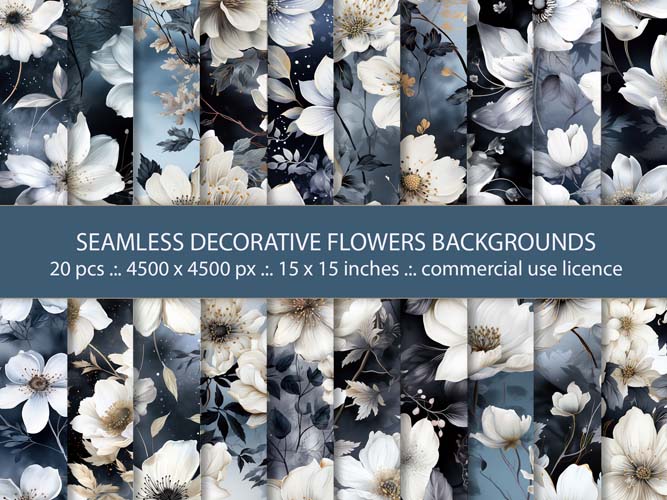 SEAMLESS DECORATIVE FLOWERS BACKGROUNDS
20 pcs .:. 4500 x 4500 px .:. 15 x 15 inches .:. commercial use licence